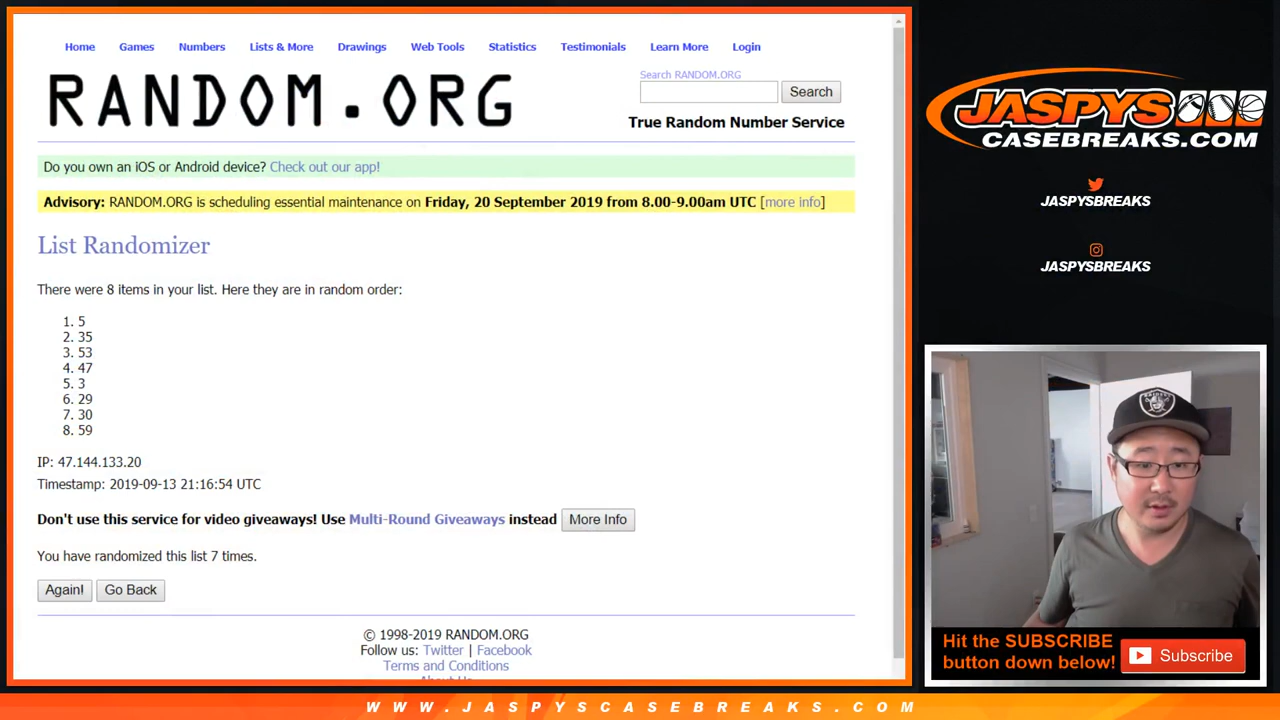 Home Games Numbers Lists & More Drawings Web Tools Statistics Testimonials Learn More Login
RANDOM.ORG
Search RANDOM.ORG
Search
True Random Number Service
Do you own an iOS or Android device? Check out our app!
Advisory: RANDOM.ORG is scheduling essential maintenance on Friday, 20 September 2019 from 8.00-9.00am UTC [more info]
List Randomizer
There were 8 items in your list. Here they are in random order:
1. 5
2. 35
3. 53
4. 47
5. 3
6. 29
7. 30
8. 59
IP: 47.144.133.20
Timestamp: 2019-09-13 21:16:54 UTC
Don't use this service for video giveaways! Use Multi-Round Giveaways instead More Info
You have randomized this list 7 times.
Again! Go Back
© 1998-2019 RANDOM.ORG
Follow us: Twitter | Facebook
Terms and Conditions
About Us
JASPYS
CASEBREAKS.COM
JASPYSBREAKS
JASPYSBREAKS
RAIDERS
Hit the SUBSCRIBE
button down below!
Subscribe
WWW.JASPYSCASEBREAKS.COM